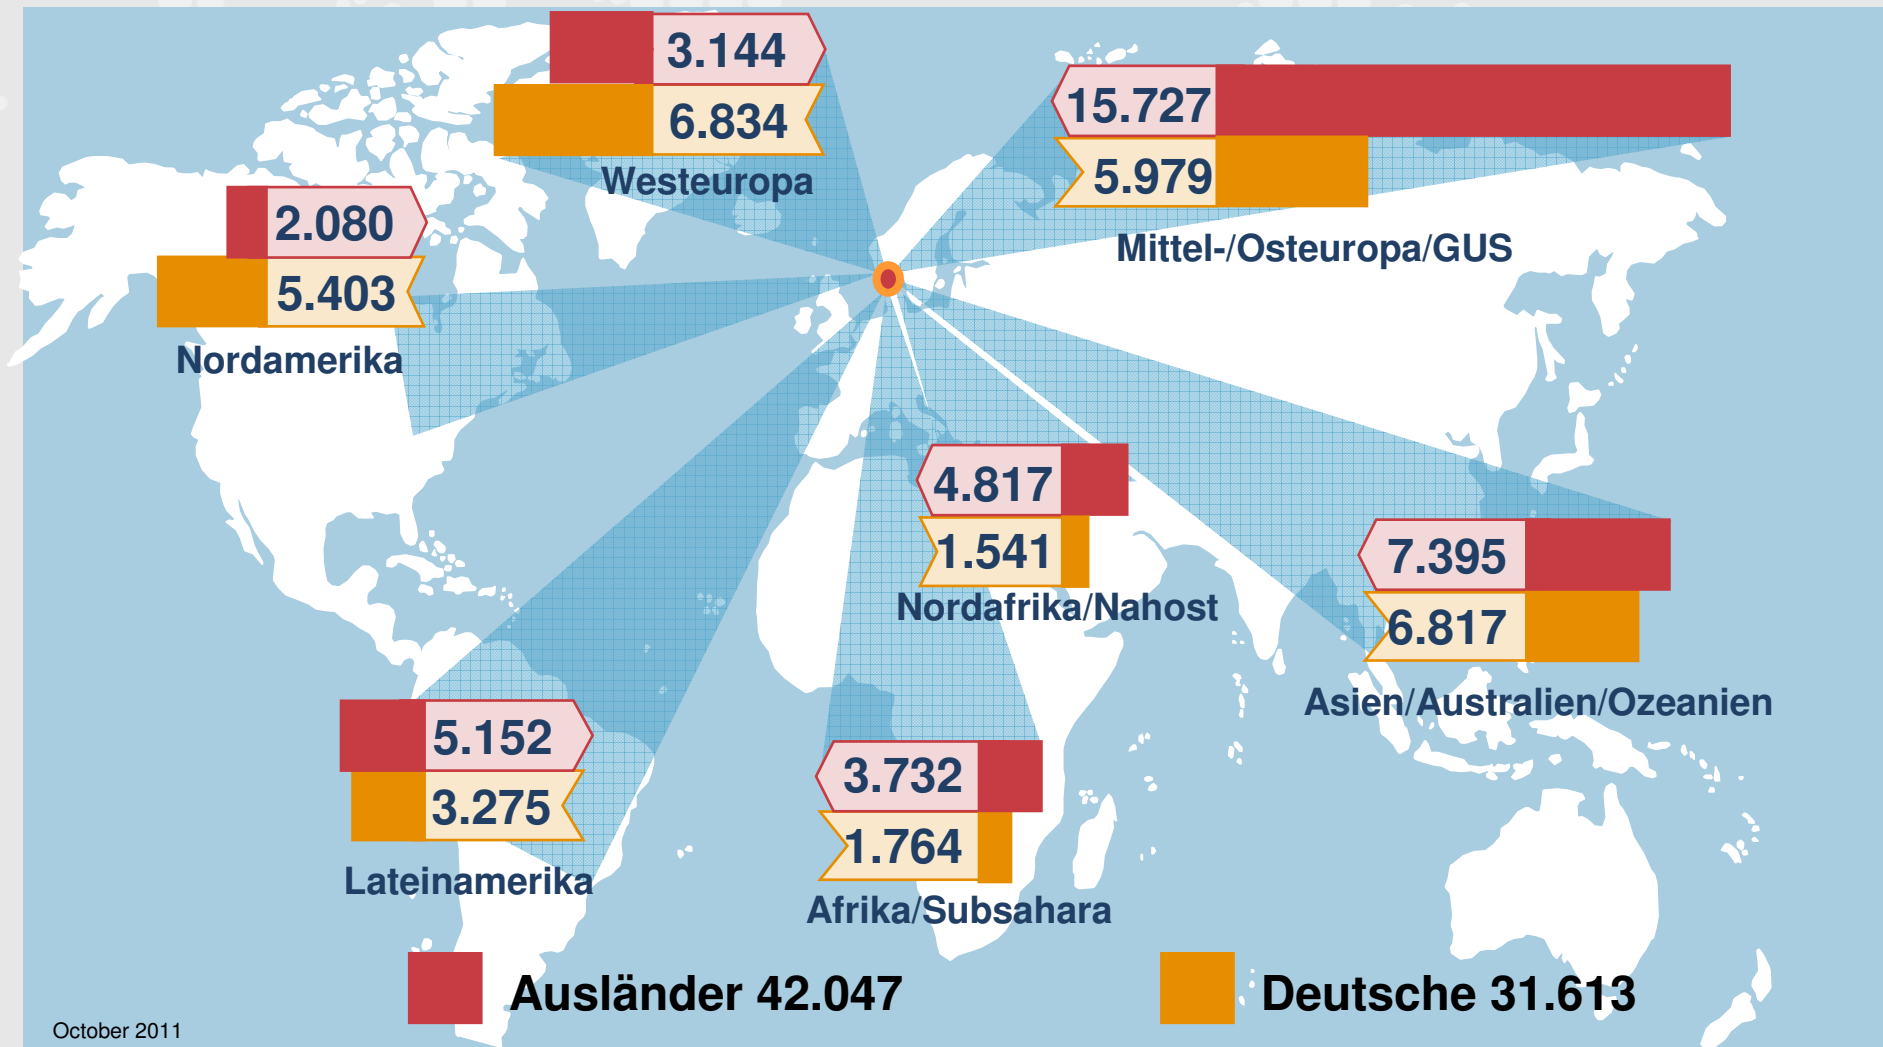 3.144
6.834
Westeuropa
15.727
5.979
Mittel-/Osteuropa/GUS
2.080
5.403
Nordamerika
4.817
1.541
Nordafrika/Nahost
7.395
6.817
Asien/Australien/Ozeanien
5.152
3.275
Lateinamerika
3.732
1.764
Afrika/Subsahara
Ausländer 42.047
Deutsche 31.613
October 2011